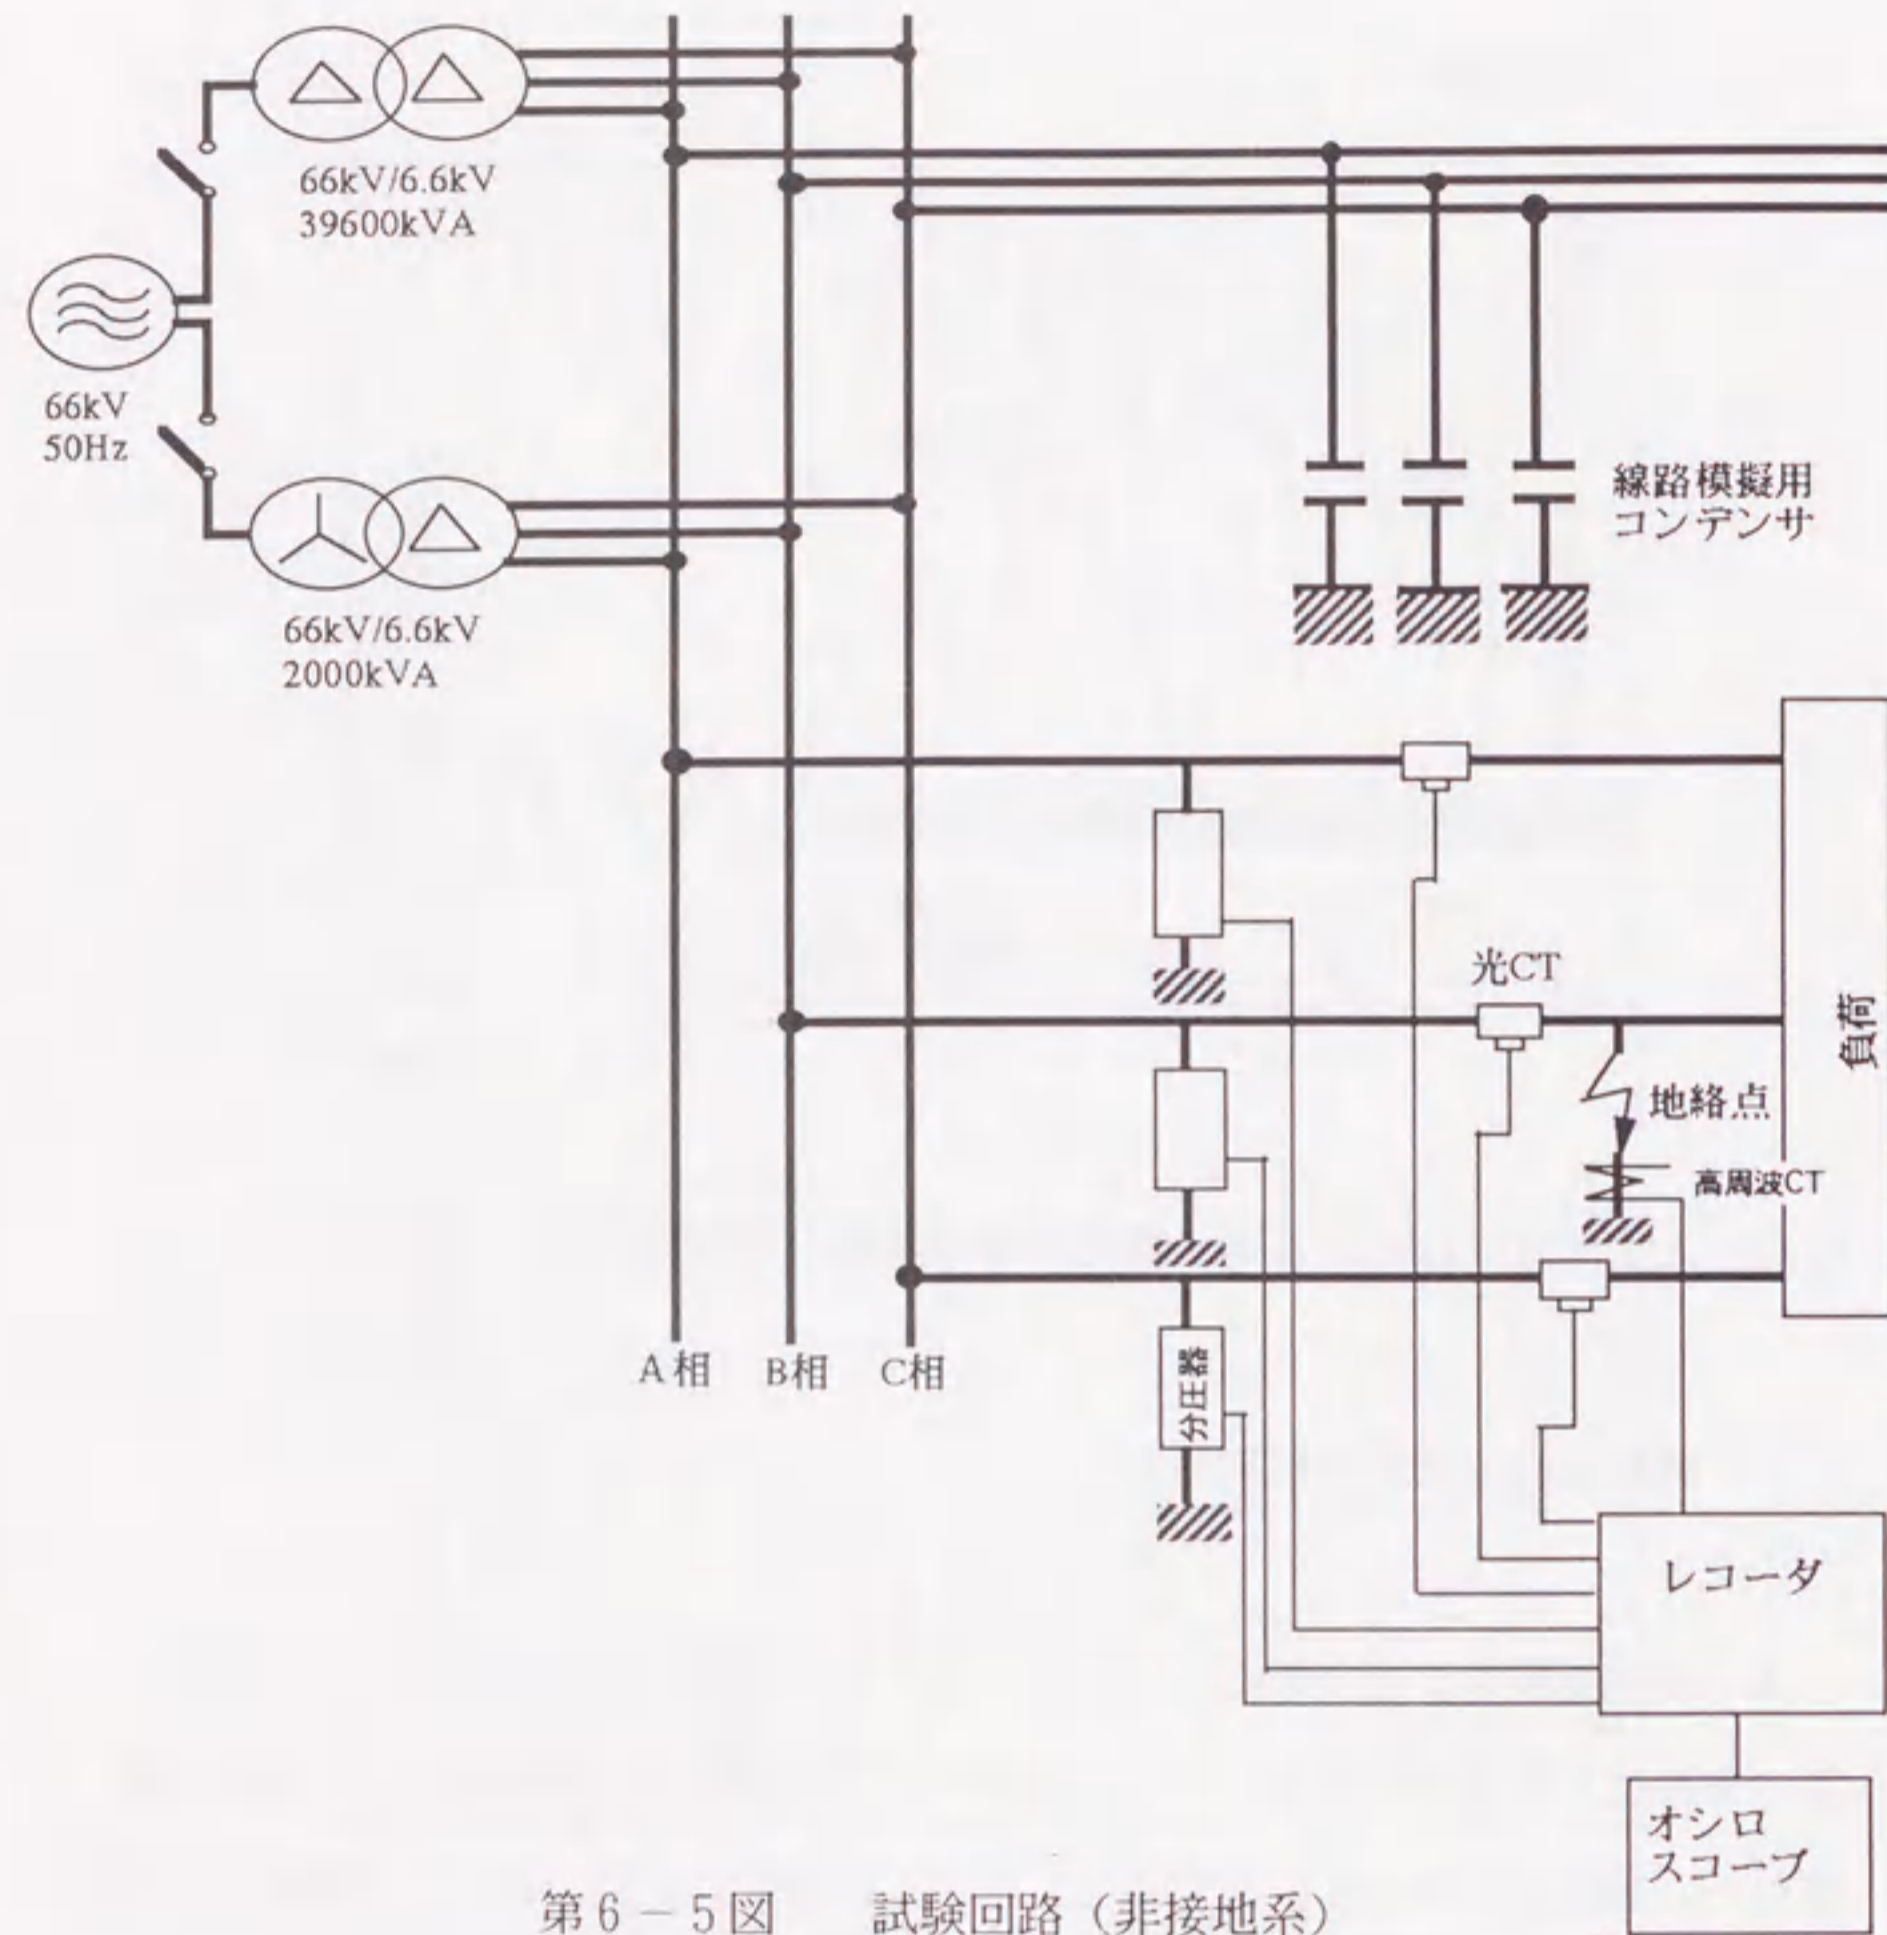 66kV/6.6kV
39600kVA
66kV
50Hz
線路模擬用
コンデンサ
66kV/6.6kV
2000kVA
光CT
負荷
地絡点
高周波CT
A相
B相
C相
分圧器
レコーダ
オシロ
スコープ
第6-5図 試験回路(非接地系)